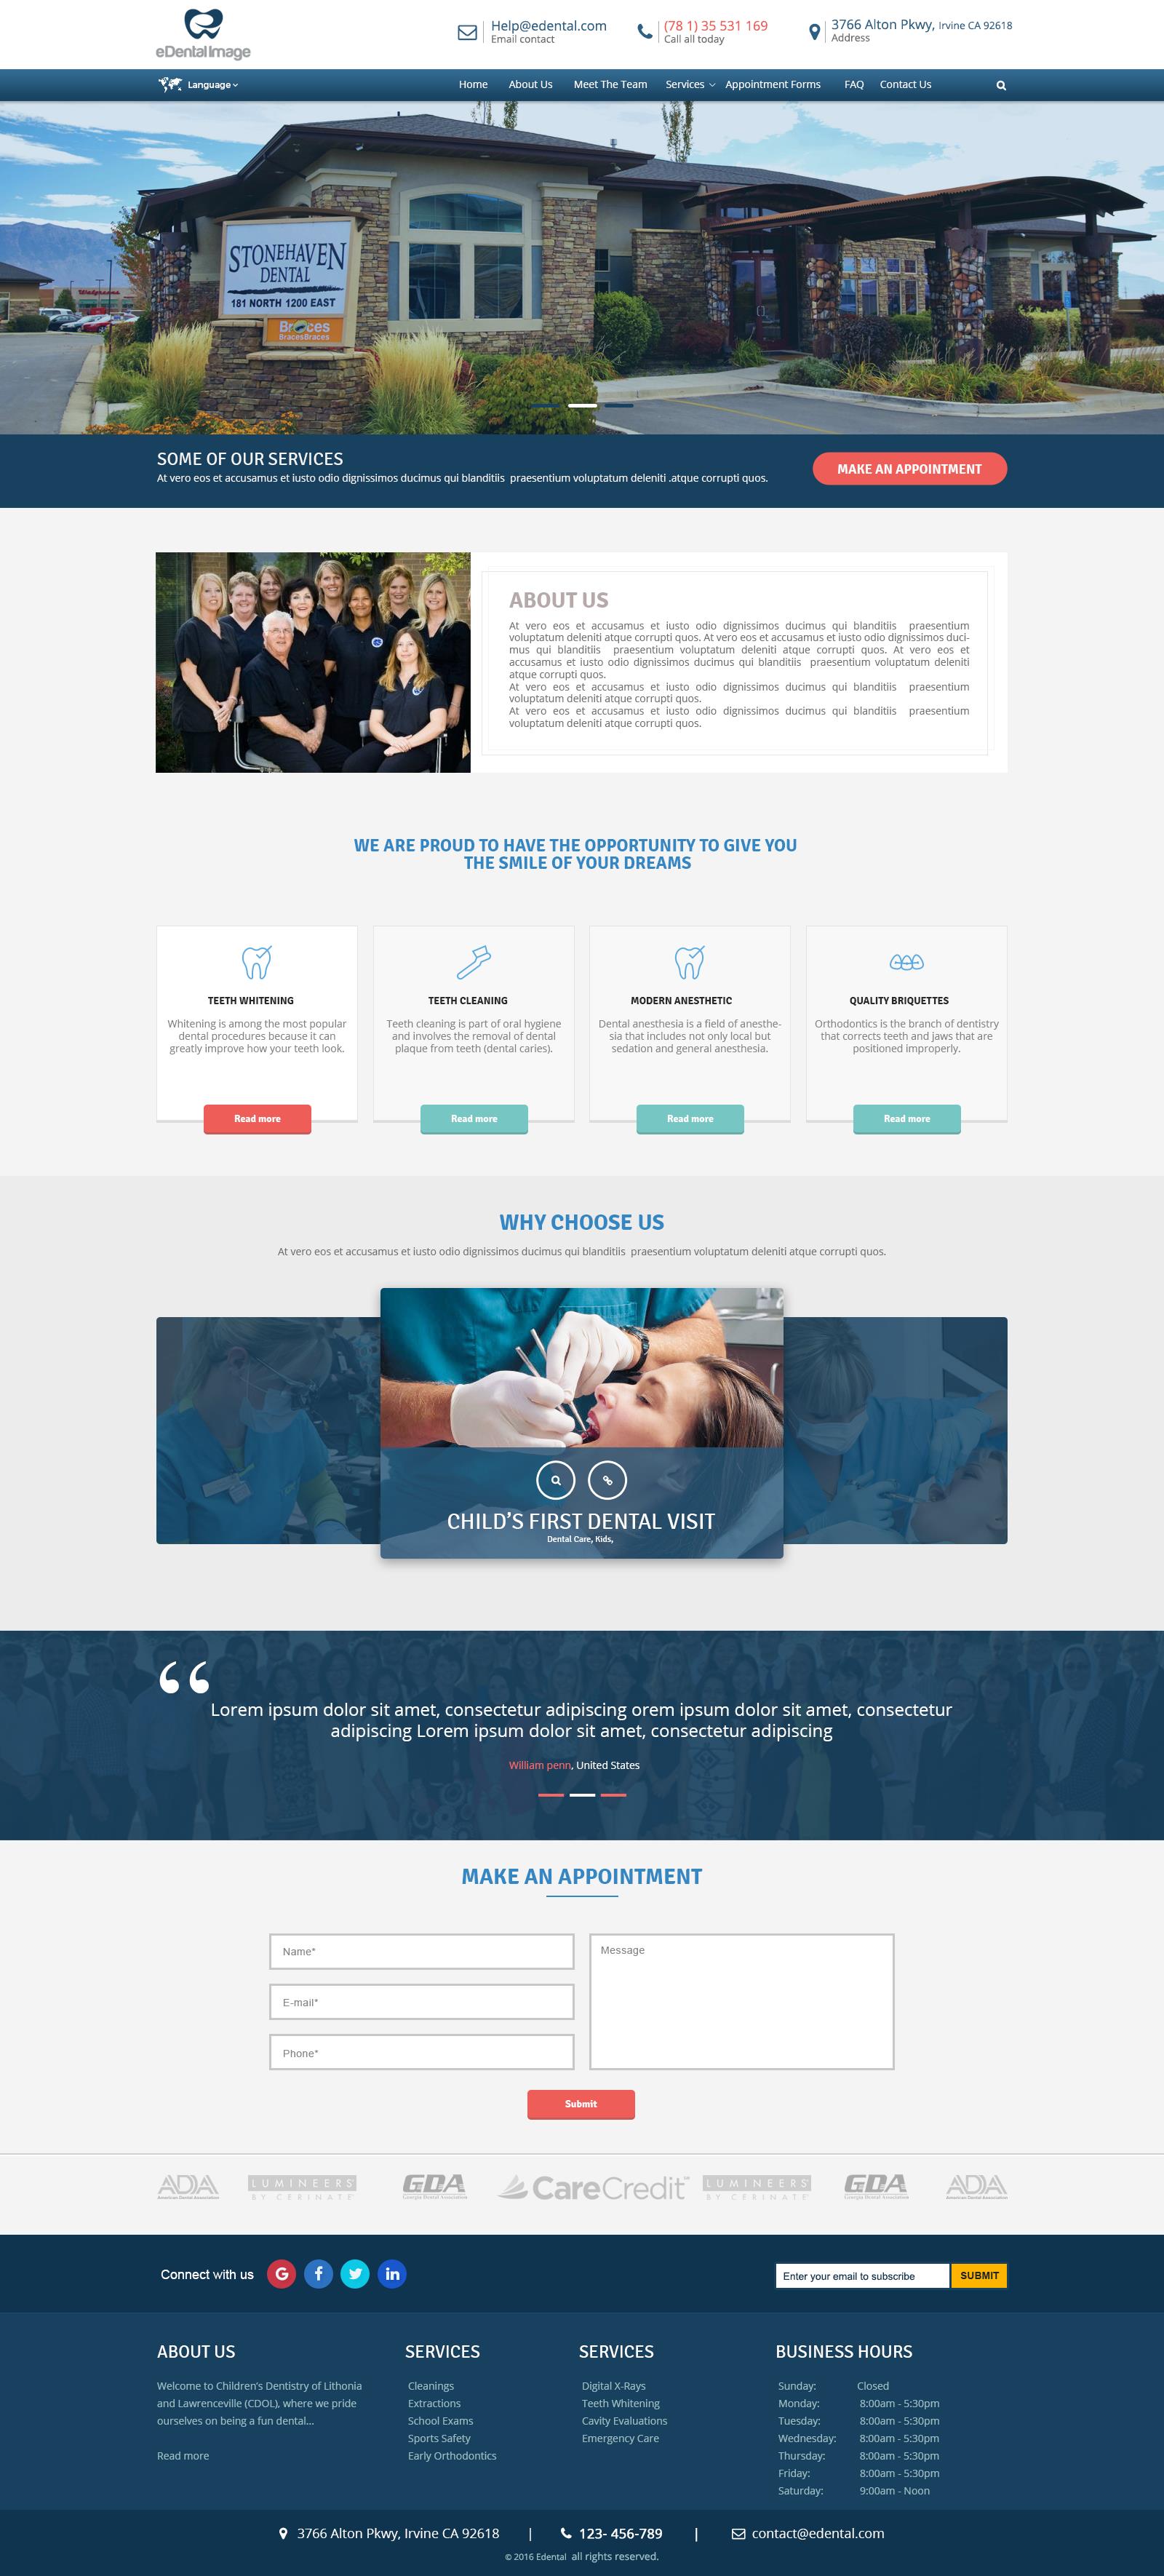 eDentalImage
Help@edental.com
Email contact
(78 1) 35 531 169
Call all today
3766 Alton Pkwy, Irvine CA 92618
Address
Language
Home
About Us
Meet The Team
Services
Appointment Forms
FAQ
Contact Us
STONEHAVEN
DENTAL
181 NORTH 1200 EAST
Braces
BracesBraces
Walgreens
SOME OF OUR SERVICES
At vero eos et accusamus et iusto odio dignissimos ducimus qui blanditiis praesentium voluptatum deleniti .atque corrupti quos.
MAKE AN APPOINTMENT
ABOUT US
At vero eos et accusamus et iusto odio dignissimos ducimus qui blanditiis praesentium
voluptatum deleniti atque corrupti quos. At vero eos et accusamus et iusto odio dignissimos duci-
mus qui blanditiis praesentium voluptatum deleniti atque corrupti quos. At vero eos et
accusamus et iusto odio dignissimos ducimus qui blanditiis praesentium voluptatum deleniti
atque corrupti quos.
At vero eos et accusamus et iusto odio dignissimos ducimus qui blanditiis praesentium
voluptatum deleniti atque corrupti quos.
At vero eos et accusamus et iusto odio dignissimos ducimus qui blanditiis praesentium
voluptatum deleniti atque corrupti quos.
WE ARE PROUD TO HAVE THE OPPORTUNITY TO GIVE YOU
THE SMILE OF YOUR DREAMS
TEETH WHITENING
Whitening is among the most popular
dental procedures because it can
greatly improve how your teeth look.
Read more
TEETH CLEANING
Teeth cleaning is part of oral hygiene
and involves the removal of dental
plaque from teeth (dental caries).
Read more
MODERN ANESTHETIC
Dental anesthesia is a field of anesthe-
sia that includes not only local but
sedation and general anesthesia.
Read more
QUALITY BRIQUETTES
Orthodontics is the branch of dentistry
that corrects teeth and jaws that are
positioned improperly.
Read more
WHY CHOOSE US
At vero eos et accusamus et iusto odio dignissimos ducimus qui blanditiis praesentium voluptatum deleniti atque corrupti quos.
CHILD'S FIRST DENTAL VISIT
Dental Care, Kids,
“
Lorem ipsum dolor sit amet, consectetur adipiscing orem ipsum dolor sit amet, consectetur
adipiscing Lorem ipsum dolor sit amet, consectetur adipiscing
William penn, United States
MAKE AN APPOINTMENT
Name*
E-mail*
Phone*
Message
Submit
ADA
American Dental Association
LUMINEERS
BY CERINATE
GDA
Georgia Dental Association
CareCredit
LUMINEERS
BY CERINATE
GDA
Georgia Dental Association
ADA
American Dental Association
Connect with us
Enter your email to subscribe
SUBMIT
ABOUT US
Welcome to Children's Dentistry of Lithonia
and Lawrenceville (CDOL), where we pride
ourselves on being a fun dental...
Read more
SERVICES
Cleanings
Extractions
School Exams
Sports Safety
Early Orthodontics
SERVICES
Digital X-Rays
Teeth Whitening
Cavity Evaluations
Emergency Care
BUSINESS HOURS
Sunday: Closed
Monday: 8:00am - 5:30pm
Tuesday: 8:00am - 5:30pm
Wednesday: 8:00am - 5:30pm
Thursday: 8:00am - 5:30pm
Friday: 8:00am - 5:30pm
Saturday: 9:00am - Noon
3766 Alton Pkwy, Irvine CA 92618 | 123- 456-789 | contact@edental.com
© 2016 Edental all rights reserved.